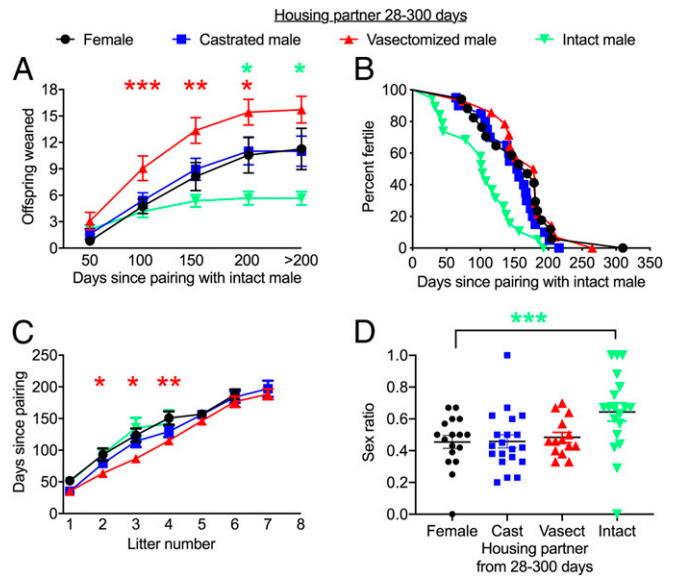 Housing partner 28-300 days
Female Castrated male Vasectomized male Intact male
A
Offspring weaned
18
15
12
9
6
3
0
*** ** * * *
50 100 150 200 >200
Days since pairing with intact male
B
Percent fertile
100
80
60
40
20
0
0 50 100 150 200 250 300 350
Days since pairing with intact male
C
Days since pairing
250
200
150
100
50
0
* * **
1 2 3 4 5 6 7 8
Litter number
D
***
Sex ratio
1.0
0.8
0.6
0.4
0.2
0.0
Female Cast Vasect Intact
Housing partner
from 28-300 days